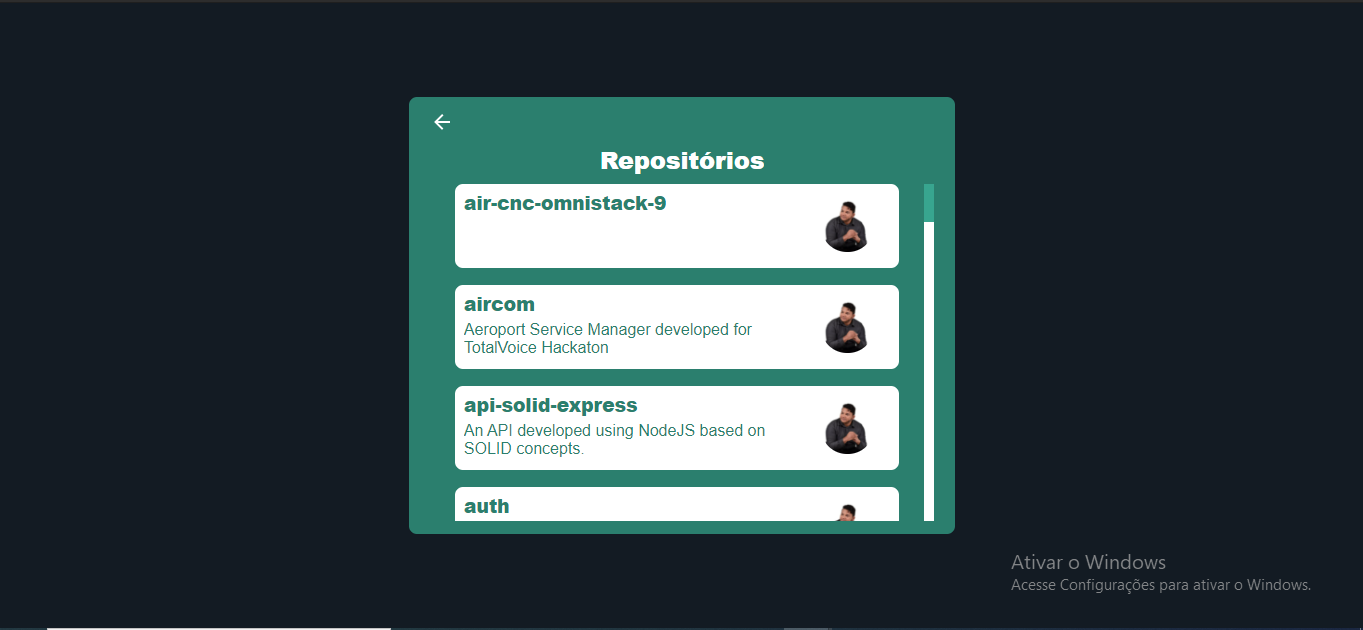 Repositórios
air-cnc-omnistack-9
aircom
Aeroport Service Manager developed for
TotalVoice Hackaton
api-solid-express
An API developed using NodeJS based on
SOLID concepts.
auth
Ativar o Windows
Acesse Configurações para ativar o Windows.